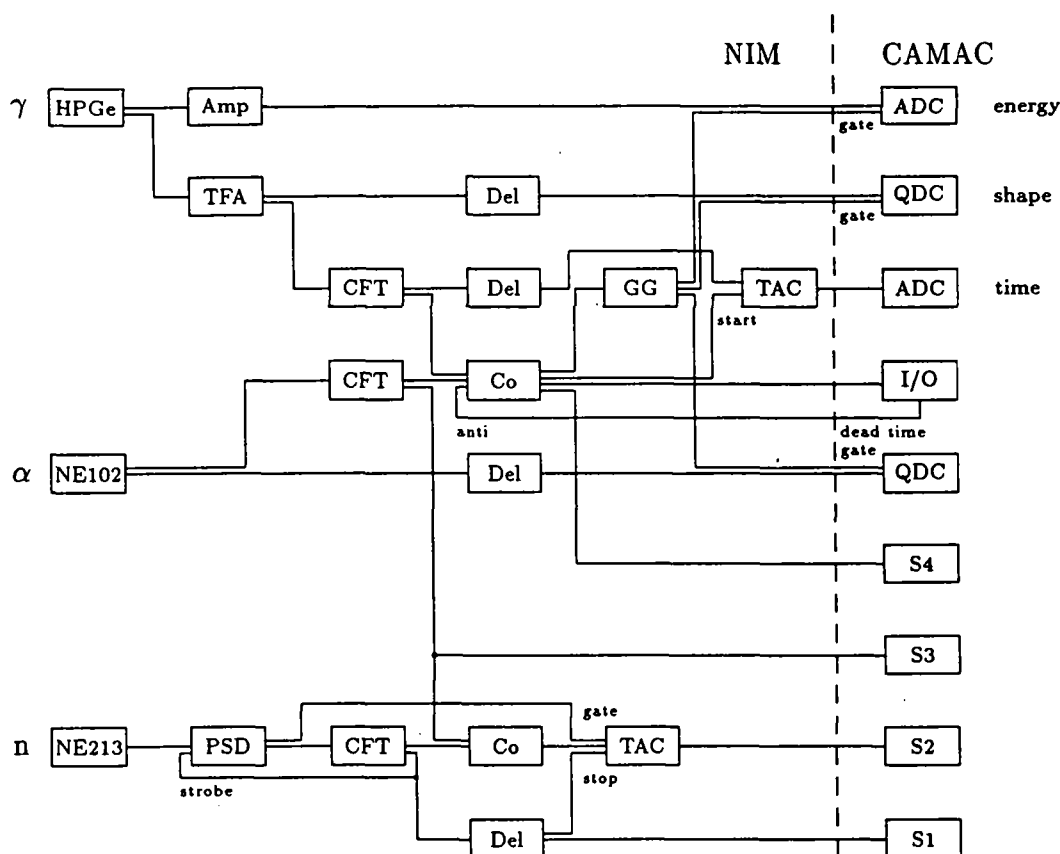 NIM CAMAC
γ HPGe Amp ADC energy
gate
TFA Del QDC shape
gate
CFT Del GG TAC ADC time
start
CFT Co I/O
anti dead time
gate
α NE102 Del QDC
S4
S3
gate
n NE213 PSD CFT Co TAC S2
strobe stop
Del S1